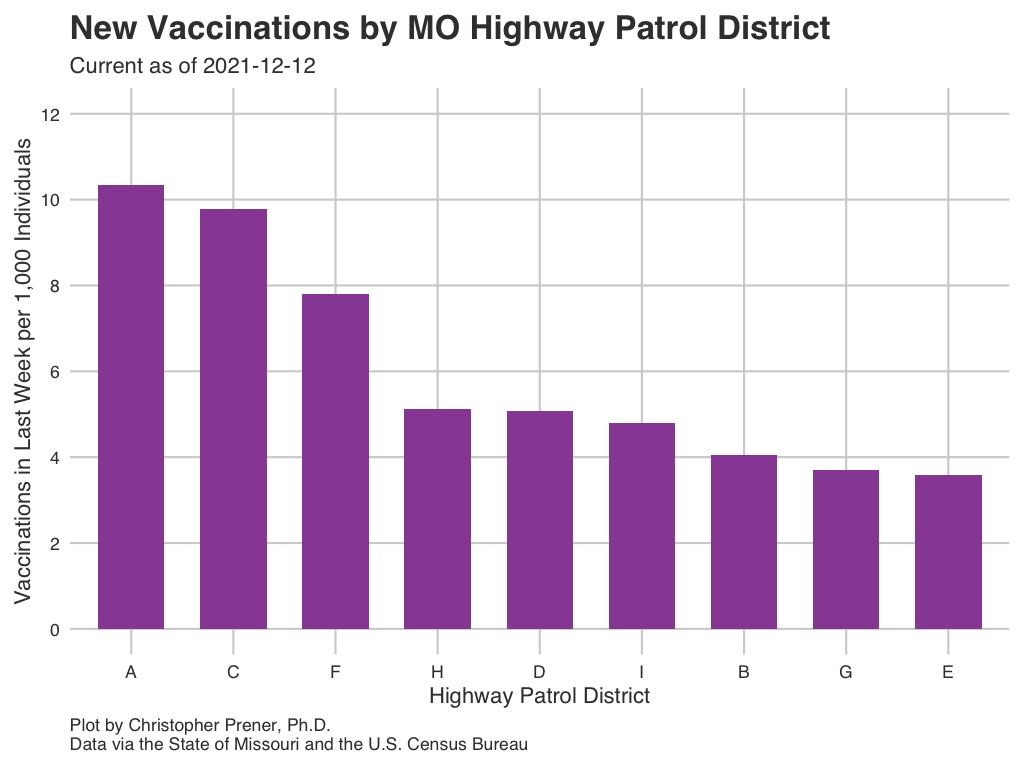 New Vaccinations by MO Highway Patrol District
Current as of 2021-12-12
Vaccinations in Last Week per 1,000 Individuals
12
10
8
6
4
2
0
A C F H D I B G E
Highway Patrol District
Plot by Christopher Prener, Ph.D.
Data via the State of Missouri and the U.S. Census Bureau